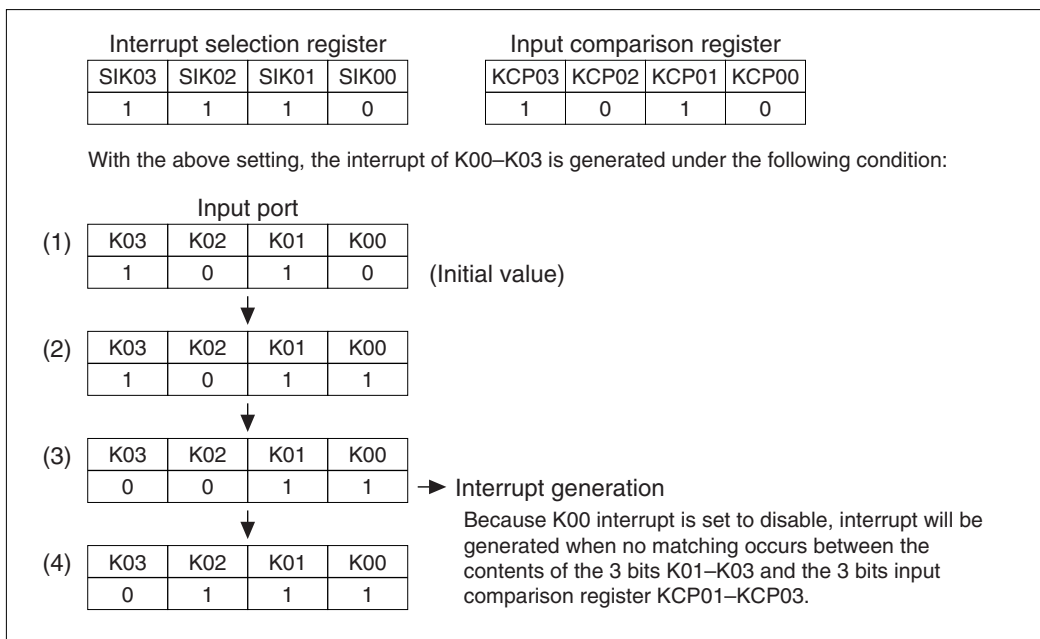 Interrupt selection register
SIK03 SIK02 SIK01 SIK00
1 1 1 0
Input comparison register
KCP03 KCP02 KCP01 KCP00
1 0 1 0
With the above setting, the interrupt of K00–K03 is generated under the following condition:
Input port
(1) K03 K02 K01 K00
1 0 1 0 (Initial value)
(2) K03 K02 K01 K00
1 0 1 1
(3) K03 K02 K01 K00
0 0 1 1 Interrupt generation
Because K00 interrupt is set to disable, interrupt will be
generated when no matching occurs between the
contents of the 3 bits K01–K03 and the 3 bits input
comparison register KCP01–KCP03.
(4) K03 K02 K01 K00
0 1 1 1